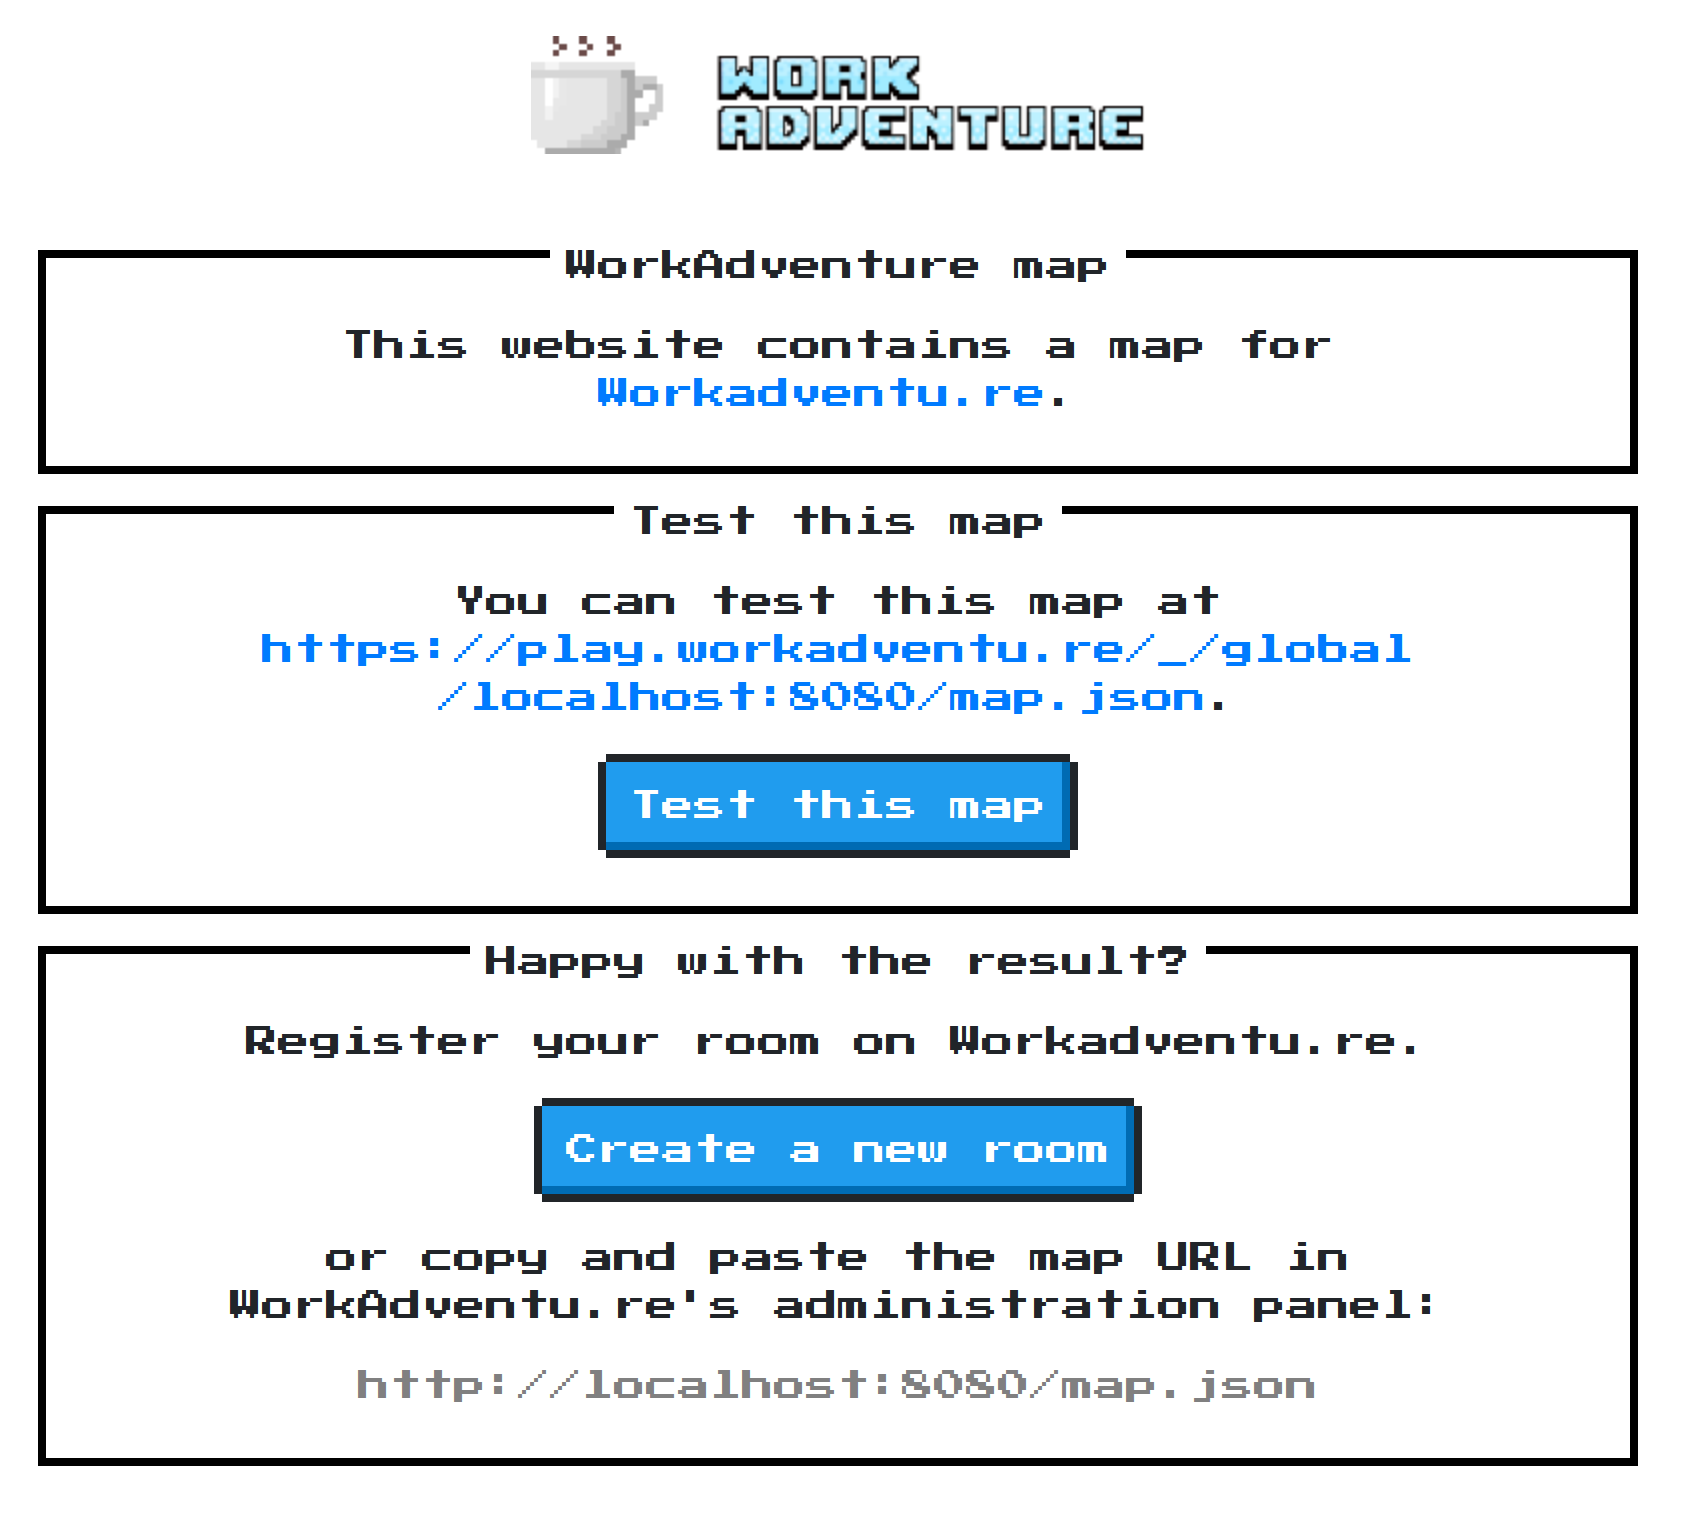 WORK
ADVENTURE
WorkAdventure map
This website contains a map for
Workadventu.re.
Test this map
You can test this map at
https://play.workadventu.re/_/global
/localhost:8080/map.json.
Test this map
Happy with the result?
Register your room on Workadventu.re.
Create a new room
or copy and paste the map URL in
WorkAdventu.re's administration panel:
http://localhost:8080/map.json